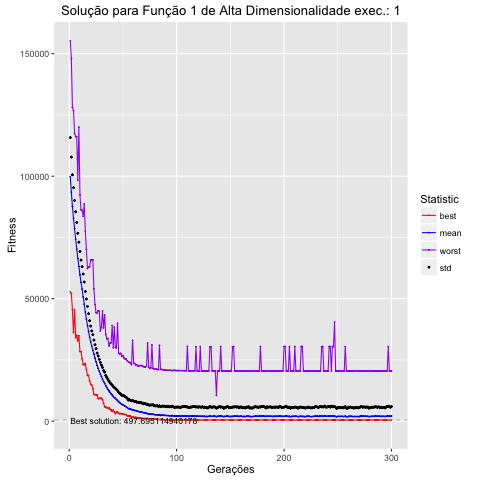 Solução para Função 1 de Alta Dimensionalidade exec.: 1
150000
100000
50000
0
Fitness
Best solution: 497.695114940178
0
100
200
300
Gerações
Statistic
best
mean
worst
std